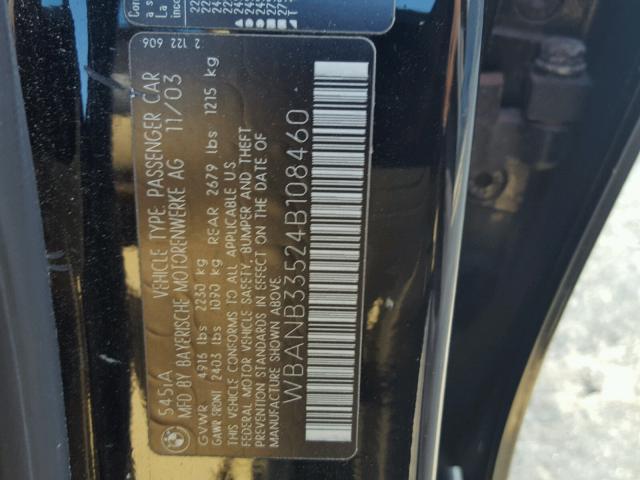 545iA VEHICLE TYPE: PASSENGER CAR
MFD BY BAYERISCHE MOTORENWERKE AG 11/03
GVWR 4916 lbs 2230 kg
GAWR FRONT 2403 lbs 1090 kg REAR 2679 lbs 1215 kg
THIS VEHICLE CONFORMS TO ALL APPLICABLE U.S.
FEDERAL MOTOR VEHICLE SAFETY, BUMPER AND THEFT
PREVENTION STANDARDS IN EFFECT ON THE DATE OF
MANUFACTURE SHOWN ABOVE.
WBANB33524B108460
2 122 606